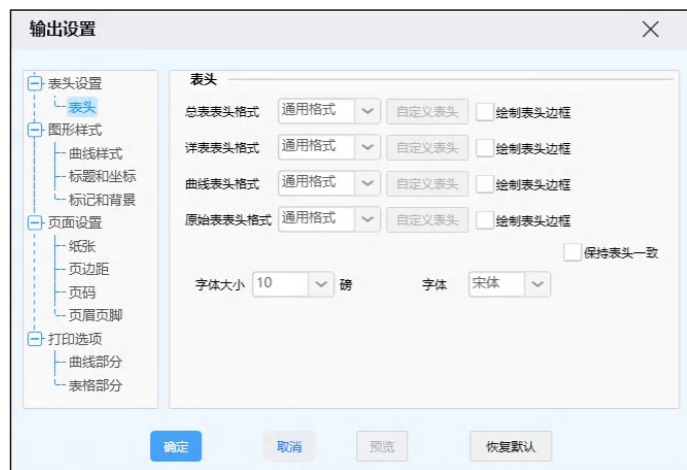 输出设置
表头设置
表头
图形样式
曲线样式
标题和坐标
标记和背景
页面设置
纸张
页边距
页码
页眉页脚
打印选项
曲线部分
表格部分
表头
总表表头格式 通用格式 自定义表头 绘制表头边框
详表表头格式 通用格式 自定义表头 绘制表头边框
曲线表头格式 通用格式 自定义表头 绘制表头边框
原始表表头格式 通用格式 自定义表头 绘制表头边框
保持表头一致
字体大小 10 磅 字体 宋体
确定 取消 预览 恢复默认